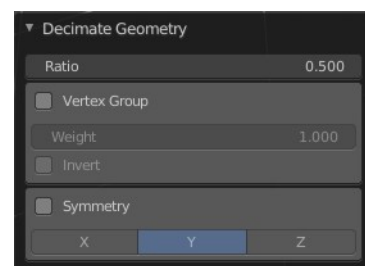 Decimate Geometry
Ratio 0.500
Vertex Group
Weight 1.000
Invert
Symmetry
X Y Z